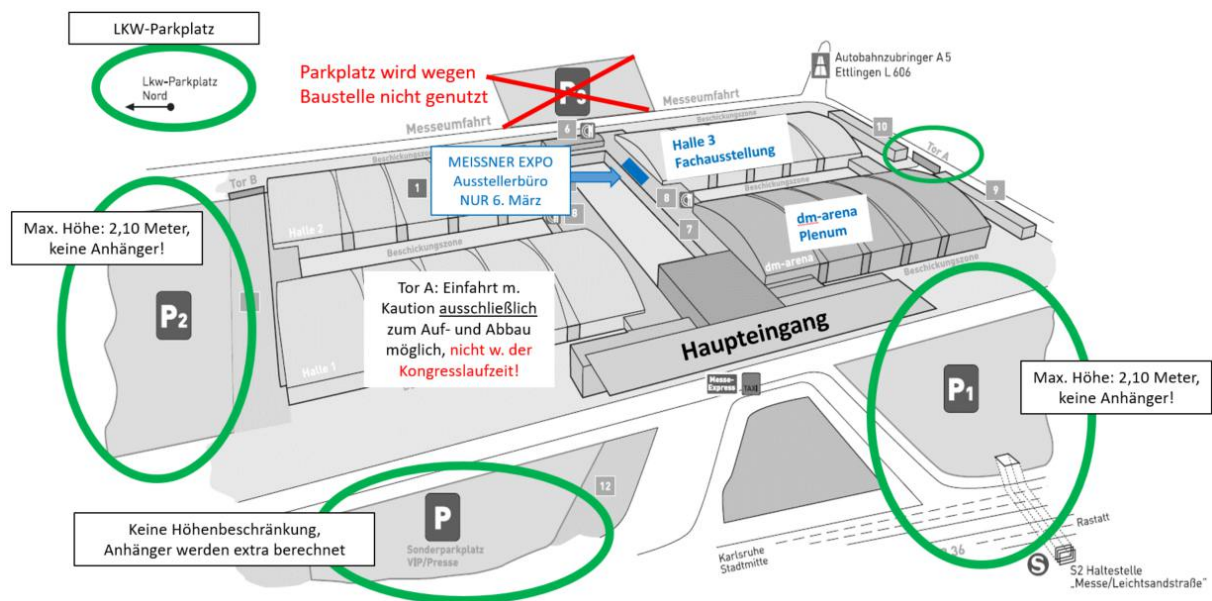 LKW-Parkplatz
Lkw-Parkplatz
Nord
Parkplatz wird wegen
Baustelle nicht genutzt
P3
Autobahnzubringer A 5
Ettlingen L 606
Messeumfahrt
Messeumfahrt
Beschickungszone
Beschickungszone
6
10
Tor A
9
Halle 3
Fachausstellung
MEISSNER EXPO
Ausstellerbüro
NUR 6. März
Tor B
1
Halle 2
8
8
7
Beschickungszone
Beschickungszone
dm-arena
Plenum
dm-arena
Beschickungszone
Max. Höhe: 2,10 Meter,
keine Anhänger!
P2
Halle 1
Tor A: Einfahrt m.
Kaution ausschließlich
zum Auf- und Abbau
möglich, nicht w. der
Kongresslaufzeit!
Haupteingang
Messe-
Express
TAXI
P1
Max. Höhe: 2,10 Meter,
keine Anhänger!
12
Keine Höhenbeschränkung,
Anhänger werden extra berechnet
P
Sonderparkplatz
VIP/Presse
Karlsruhe
Stadtmitte
36
Rastatt
S
S2 Haltestelle
„Messe/Leichtsandstraße"